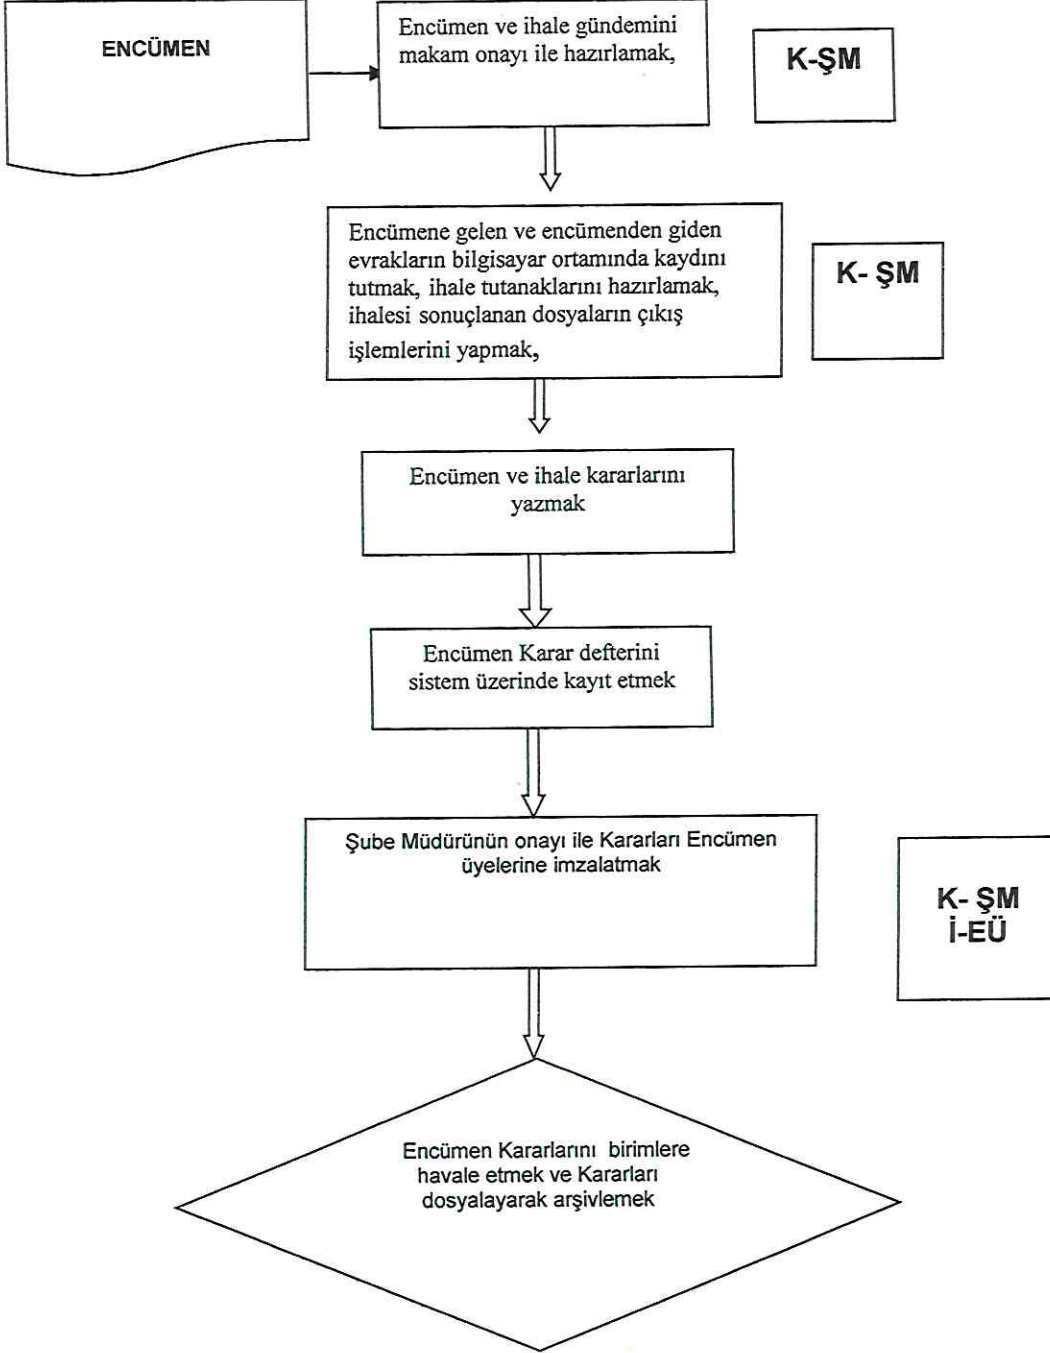 ENCÜMEN
Encümen ve ihale gündemini
makam onayı ile hazırlamak,
K-ŞM
Encümene gelen ve encümenden giden
evrakların bilgisayar ortamında kaydını
tutmak, ihale tutanaklarını hazırlamak,
ihalesi sonuçlanan dosyaların çıkış
işlemlerini yapmak,
K- ŞM
Encümen ve ihale kararlarını
yazmak
Encümen Karar defterini
sistem üzerinde kayıt etmek
Şube Müdürünün onayı ile Kararları Encümen
üyelerine imzalatmak
K- ŞM
İ-EÜ
Encümen Kararlarını birimlere
havale etmek ve Kararları
dosyalayarak arşivlemek